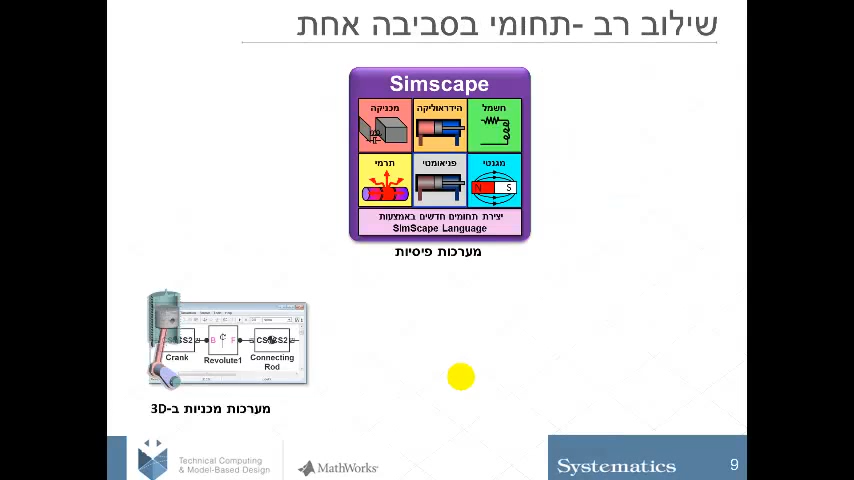 שילוב רב -תחומי בסביבה אחת
Simscape
חשמל
הידראוליקה
מכניקה
מגנטי
פניאומטי
תרמי
N S
יצירת תחומים חדשים באמצעות
SimScape Language
מערכות פיסיות
CS2
B F
Crank
Revolute1
Connecting
Rod
מערכות מכניות ב-3D
Technical Computing
& Model-Based Design
MathWorks
Systematics
9